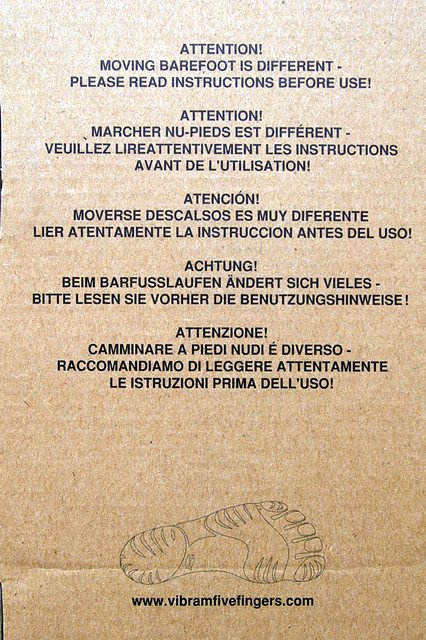 ATTENTION!
MOVING BAREFOOT IS DIFFERENT -
PLEASE READ INSTRUCTIONS BEFORE USE!
ATTENTION!
MARCHER NU-PIEDS EST DIFFÉRENT -
VEUILLEZ LIREATTENTIVEMENT LES INSTRUCTIONS
AVANT DE L'UTILISATION!
ATENCIÓN!
MOVERSE DESCALSOS ES MUY DIFERENTE
LIER ATENTAMENTE LA INSTRUCCION ANTES DEL USO!
ACHTUNG!
BEIM BARFUSSLAUFEN ÄNDERT SICH VIELES -
BITTE LESEN SIE VORHER DIE BENUTZUNGSHINWEISE!
ATTENZIONE!
CAMMINARE A PIEDI NUDI É DIVERSO -
RACCOMANDIAMO DI LEGGERE ATTENTAMENTE
LE ISTRUZIONI PRIMA DELL'USO!
www.vibramfivefingers.com